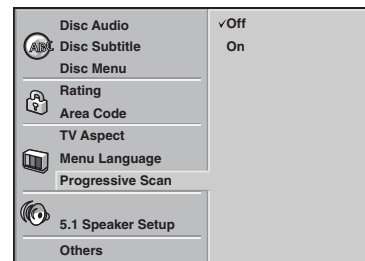 Disc Audio
ABC
Disc Subtitle
Disc Menu
Rating
Area Code
TV Aspect
Menu Language
Progressive Scan
5.1 Speaker Setup
Others
✓Off
On